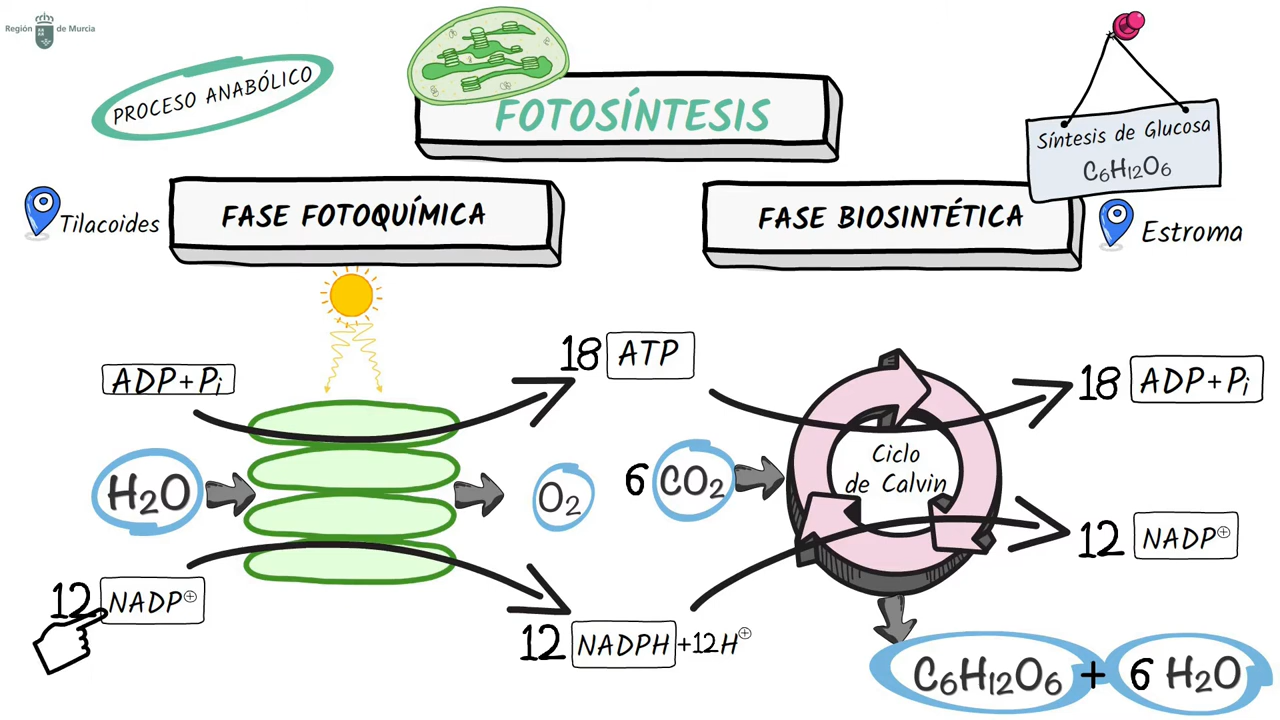 Región de Murcia
PROCESO ANABÓLICO
FOTOSÍNTESIS
Síntesis de Glucosa
C₆H₁₂O₆
Tilacoides
FASE FOTOQUÍMICA
FASE BIOSINTÉTICA
Estroma
ADP+Pᵢ
18 ATP
18 ADP+Pᵢ
H₂O
O₂
6 CO₂
Ciclo
de Calvin
12 NADP⊕
12 NADPH+12H⊕
12 NADP⊕
C₆H₁₂O₆ + 6 H₂O